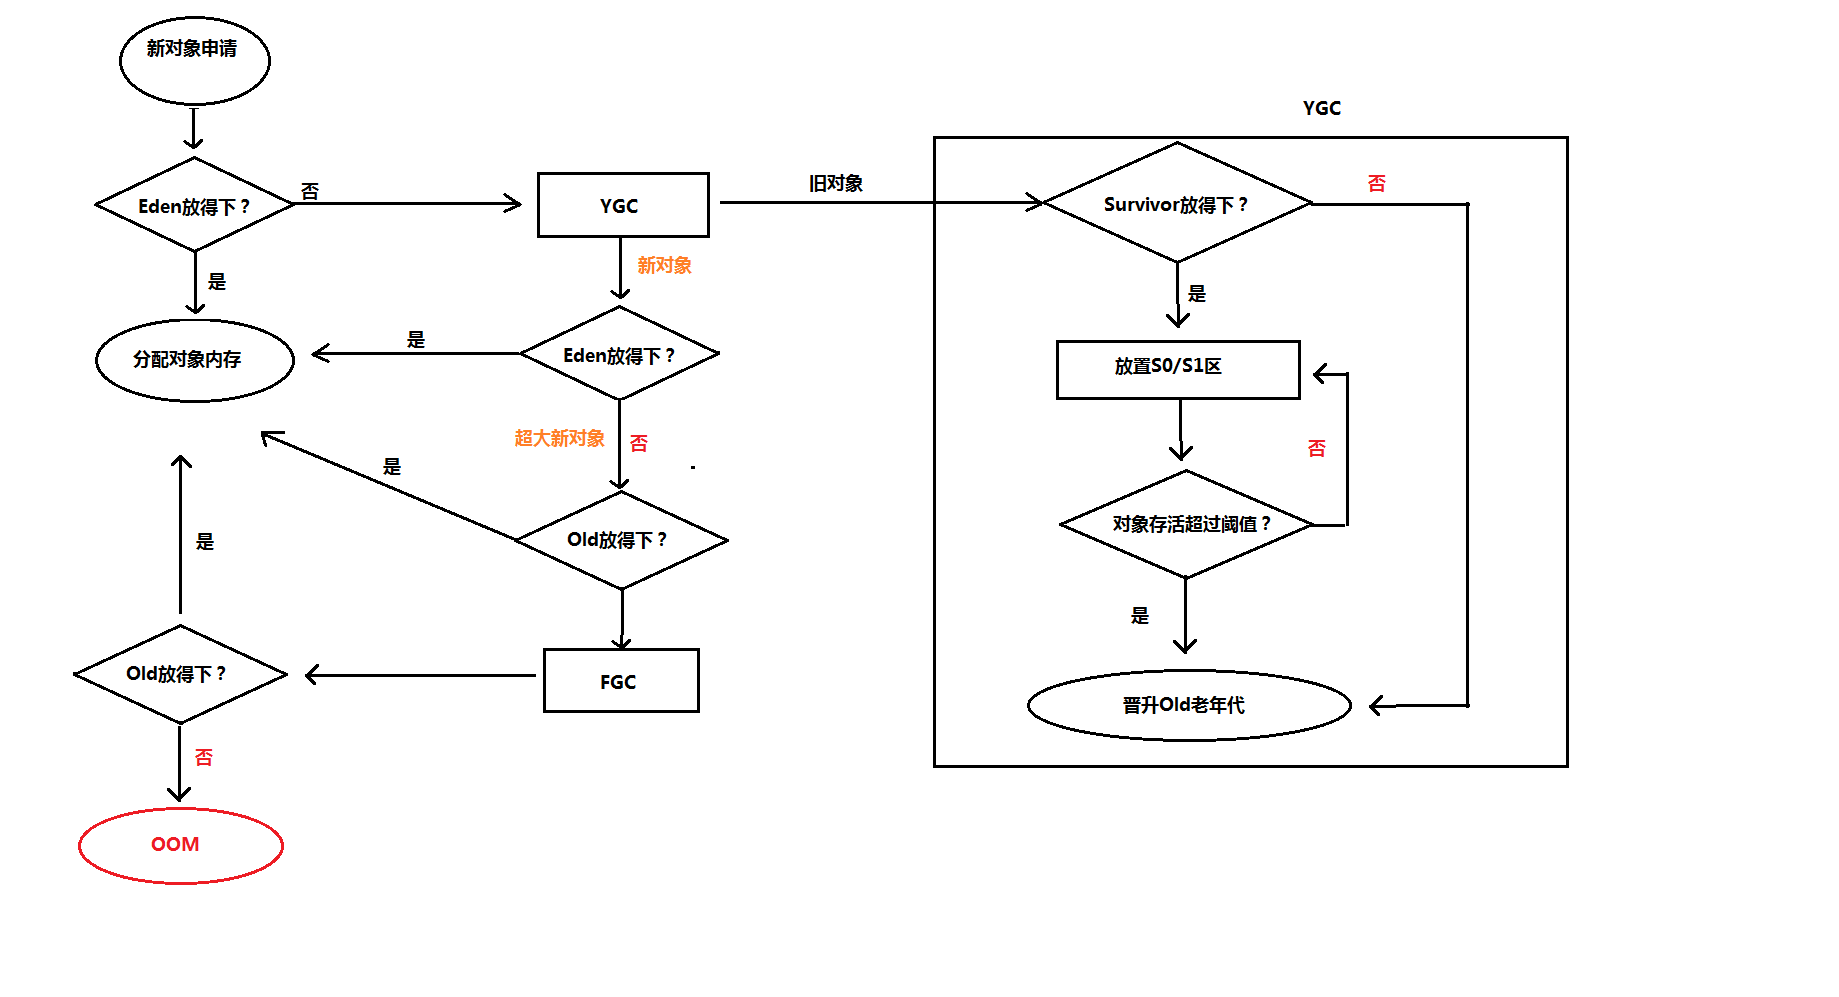 新对象申请
Eden放得下？
否
是
分配对象内存
YGC
新对象
Eden放得下？
是
超大新对象
否
Old放得下？
是
FGC
Old放得下？
是
否
OOM
旧对象
YGC
Survivor放得下？
否
是
放置S0/S1区
否
对象存活超过阈值？
是
晋升Old老年代